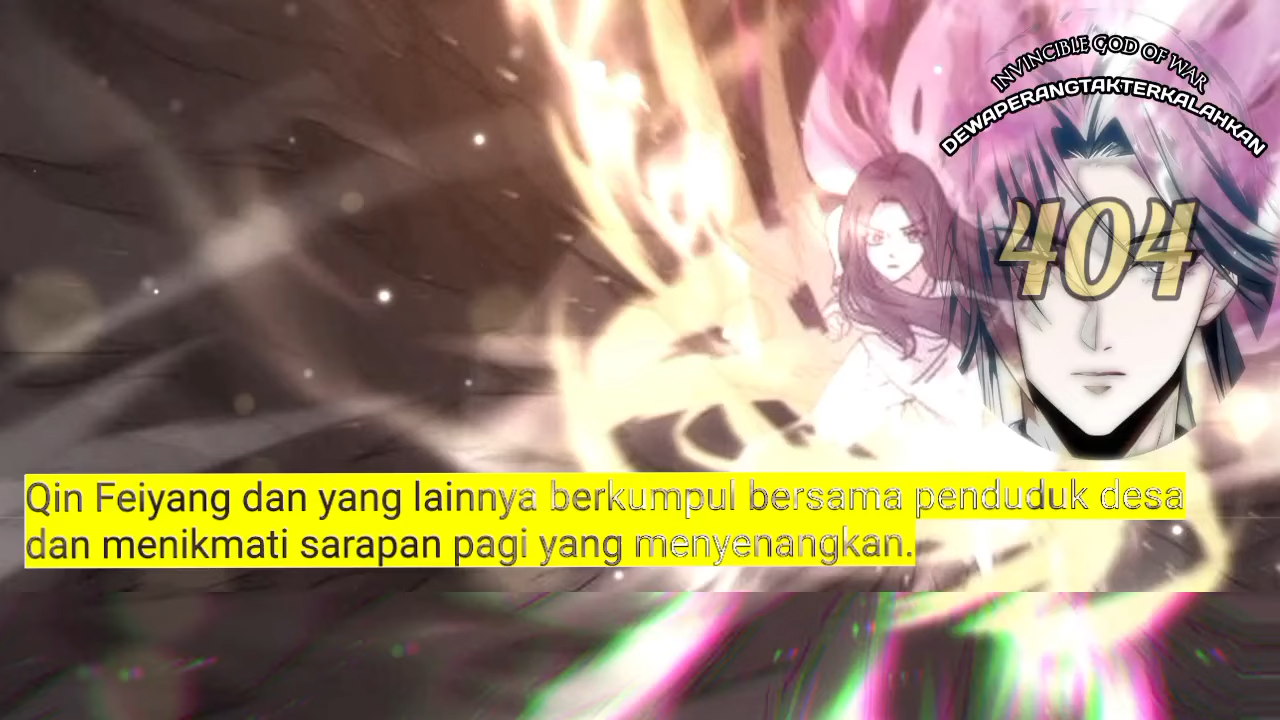 INVINCIBLE GOD OF WAR
DEWAPERANGTAKTERKALAHKAN
404
Qin Feiyang dan yang lainnya berkumpul bersama penduduk desa
dan menikmati sarapan pagi yang menyenangkan.